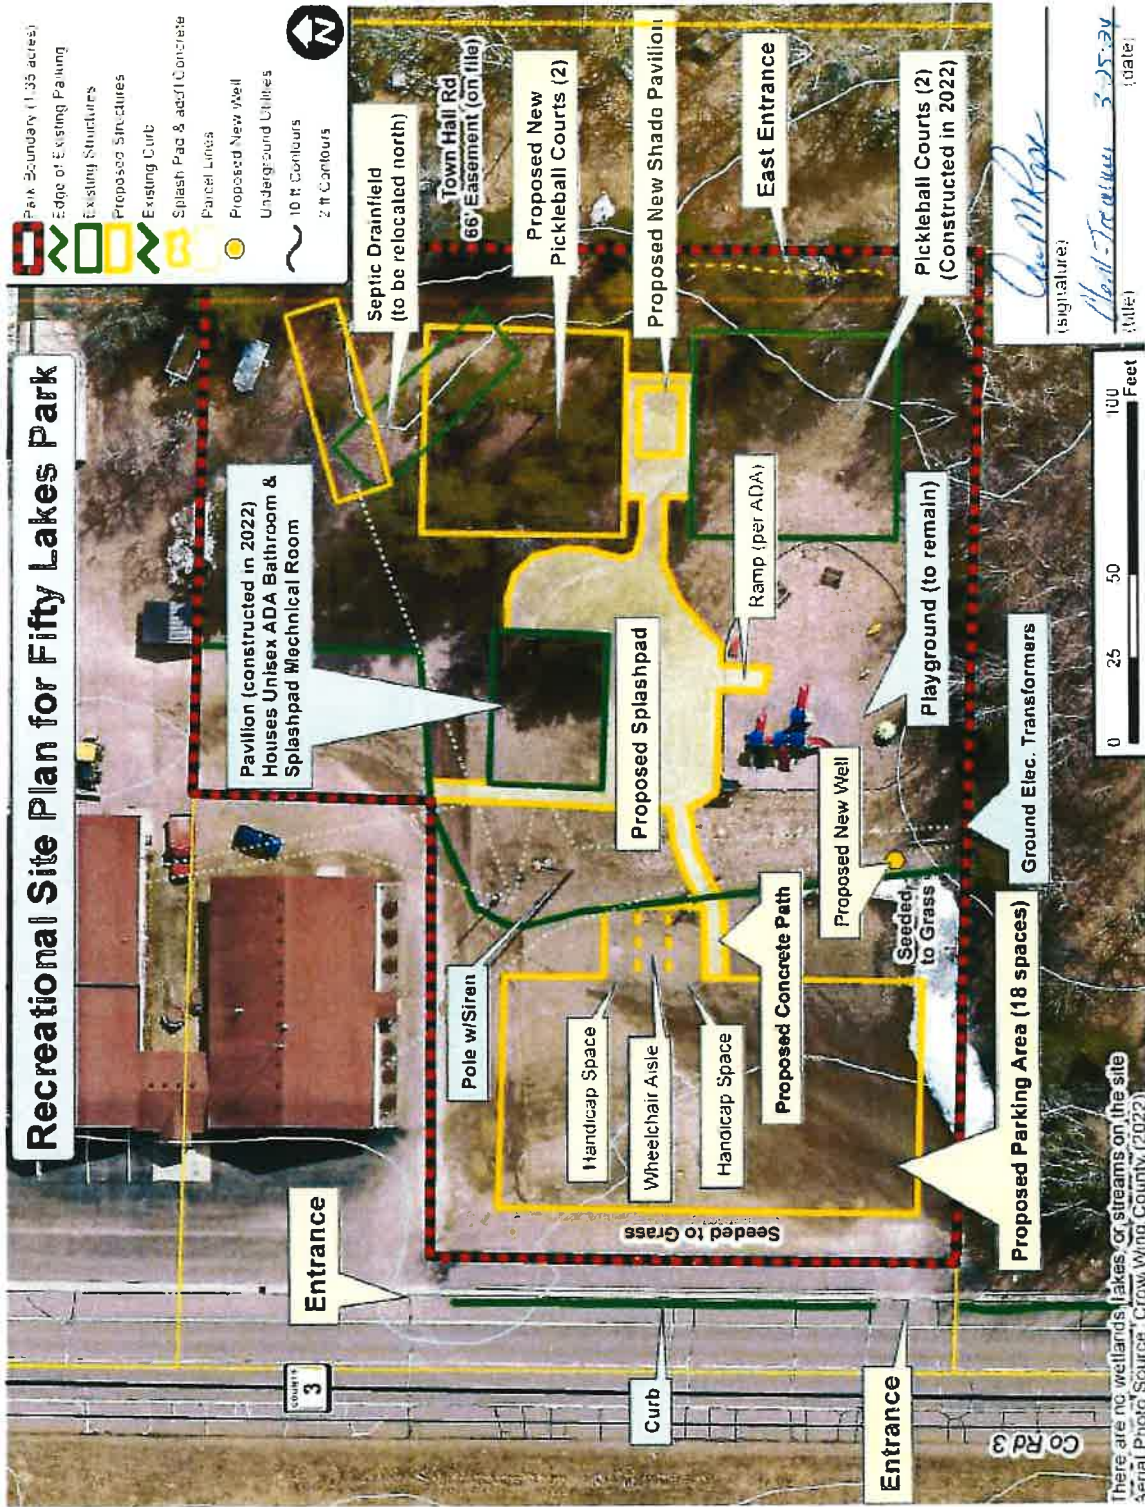 Recreational Site Plan for Fifty Lakes Park
Park Boundary (1.35 acres)
Edge of Existing Parking
Existing Structures
Proposed Structures
Existing Curb
Splash Pad & addtl Concrete
Parcel Lines
Proposed New Well
Underground Utilities
10 ft Contours
2 ft Contours
N
Septic Drainfield
(to be relocated north)
Town Hall Rd
66' Easement (on file)
Proposed New
Pickleball Courts (2)
Proposed New Shade Pavilion
East Entrance
Pickleball Courts (2)
(Constructed in 2022)
Pavilion (constructed in 2022)
Houses Unisex ADA Bathroom &
Splashpad Mechnical Room
Proposed Splashpad
Ramp (per ADA)
Playground (to remain)
Pole w/Siren
Proposed New Well
Ground Elec. Transformers
Handicap Space
Wheelchair Aisle
Handicap Space
Proposed Concrete Path
Seeded
to Grass
Proposed Parking Area (18 spaces)
Seeded to Grass
Entrance
COUNTY
3
Curb
Entrance
Co Rd 3
0 25 50 100
Feet
(signature)
(title)
(date)
There are no wetlands, lakes, or streams on the site
Aerial Photo Source: Crow Wing County (2022)